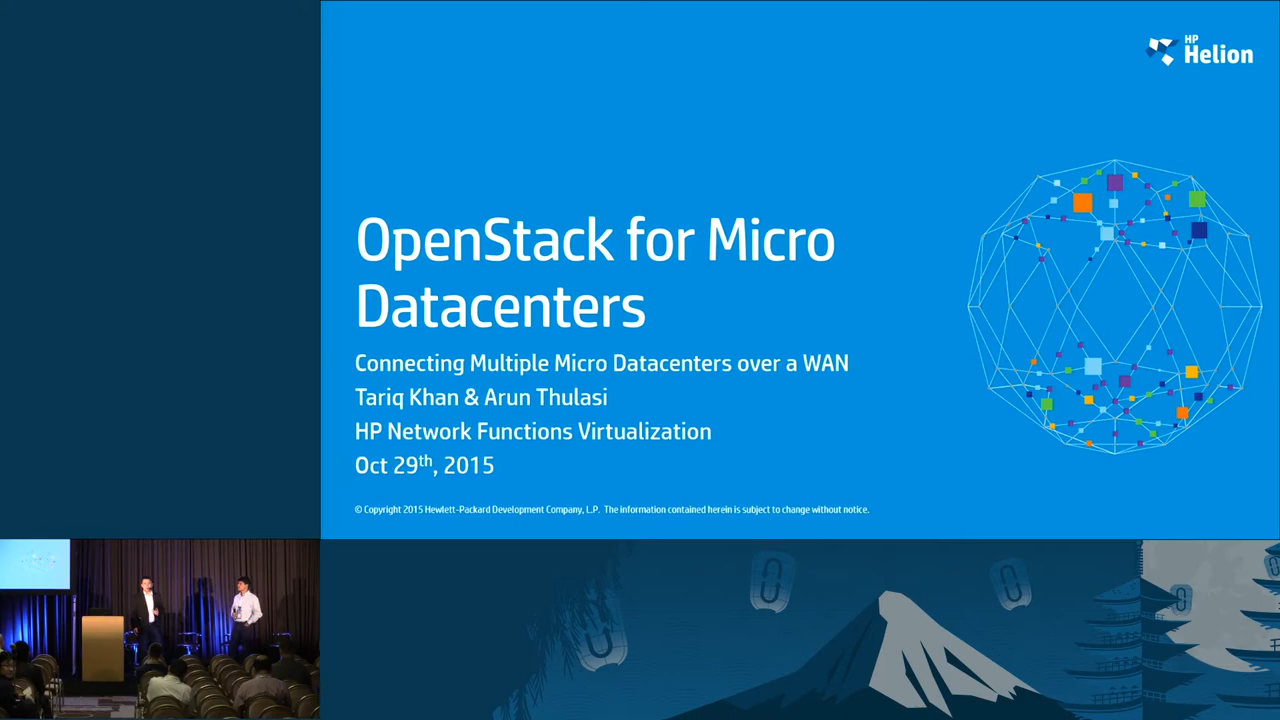 HP
Helion
OpenStack for Micro
Datacenters
Connecting Multiple Micro Datacenters over a WAN
Tariq Khan & Arun Thulasi
HP Network Functions Virtualization
Oct 29th, 2015
© Copyright 2015 Hewlett-Packard Development Company, L.P. The information contained herein is subject to change without notice.